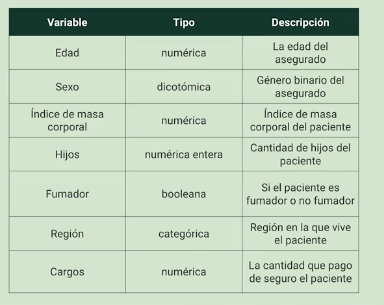 Variable Tipo Descripción
Edad numérica La edad del
asegurado
Sexo dicotómica Género binario del
asegurado
Índice de masa
corporal numérica Índice de masa
corporal del paciente
Hijos numérica entera Cantidad de hijos del
paciente
Fumador booleana Si el paciente es
fumador o no fumador
Región categórica Región en la que vive
el paciente
Cargos numérica La cantidad que pago
de seguro el paciente